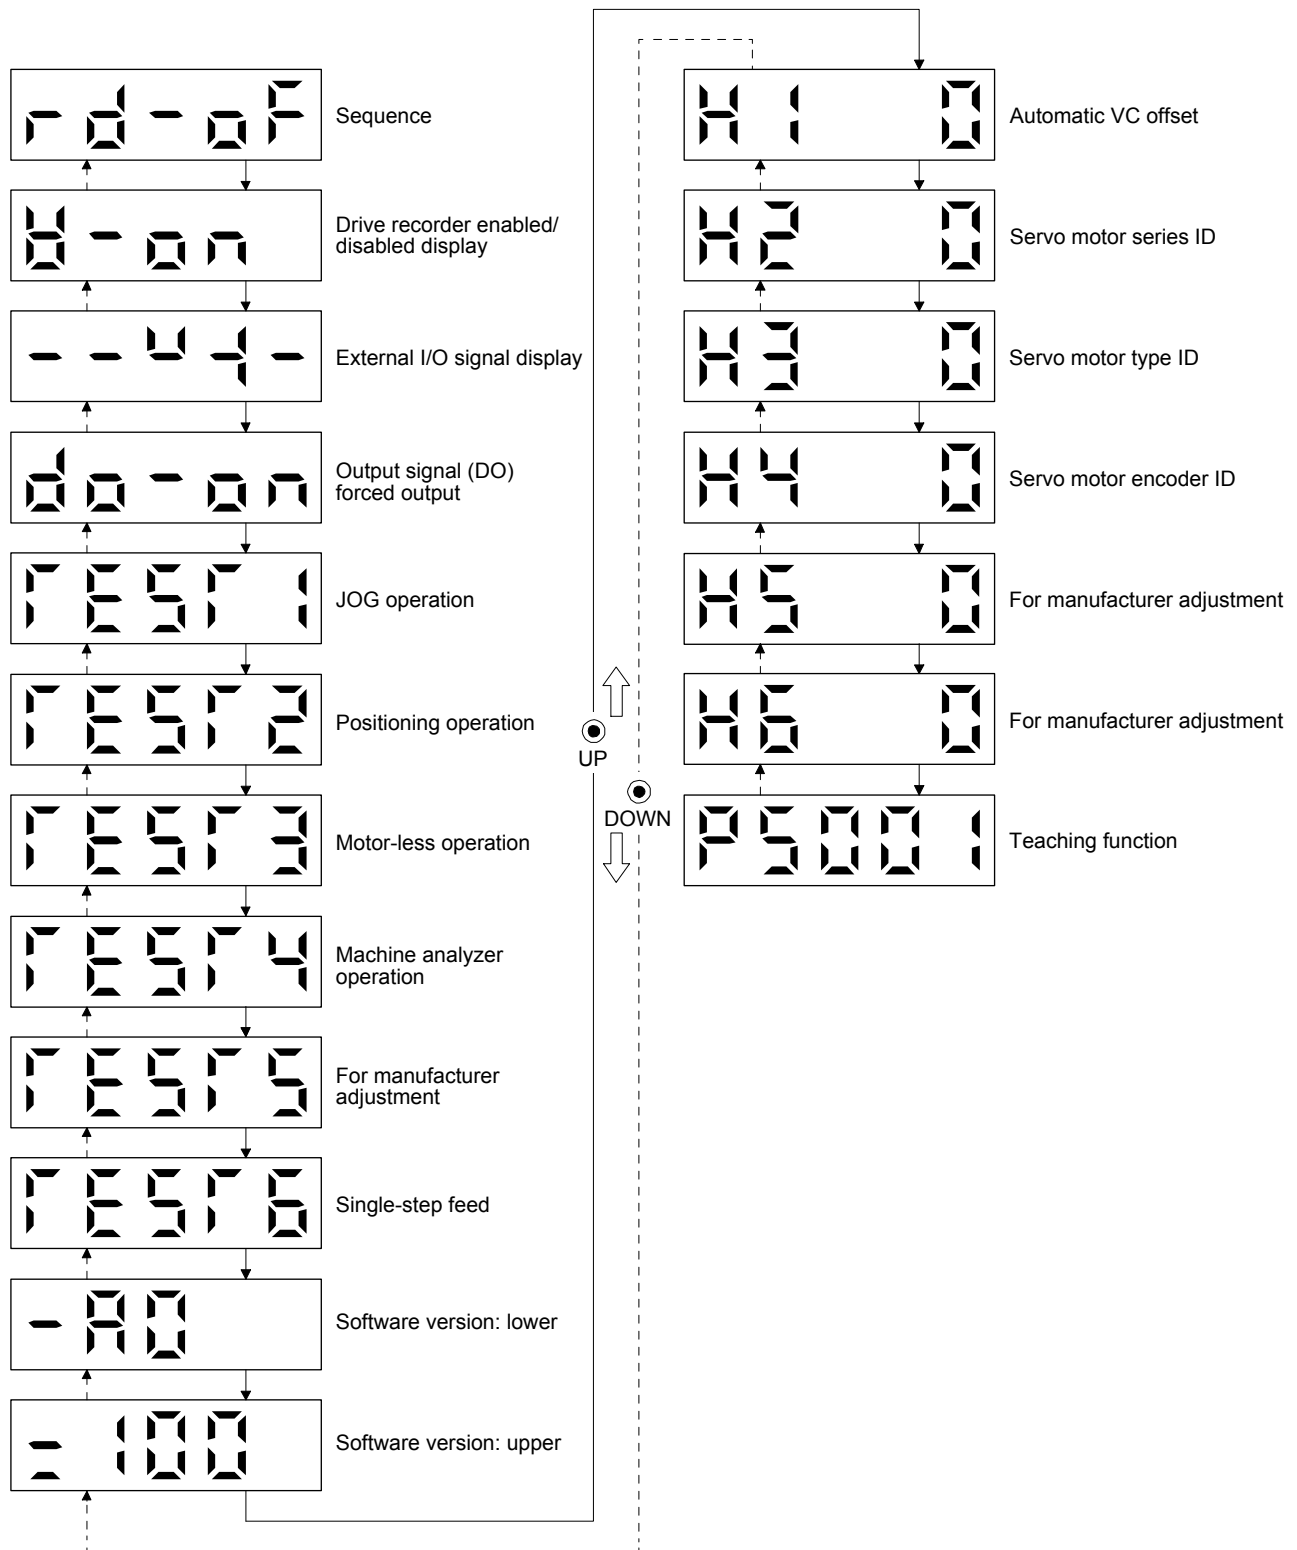 rd-oF
Sequence
b-on
Drive recorder enabled/
disabled display
External I/O signal display
do-on
Output signal (DO)
forced output
TEST1
JOG operation
TEST2
Positioning operation
TEST3
Motor-less operation
TEST4
Machine analyzer
operation
TEST5
For manufacturer
adjustment
TEST6
Single-step feed
-A0
Software version: lower
=100
Software version: upper
UP
DOWN
H1 0
Automatic VC offset
H2 0
Servo motor series ID
H3 0
Servo motor type ID
H4 0
Servo motor encoder ID
H5 0
For manufacturer adjustment
H6 0
For manufacturer adjustment
PS001
Teaching function